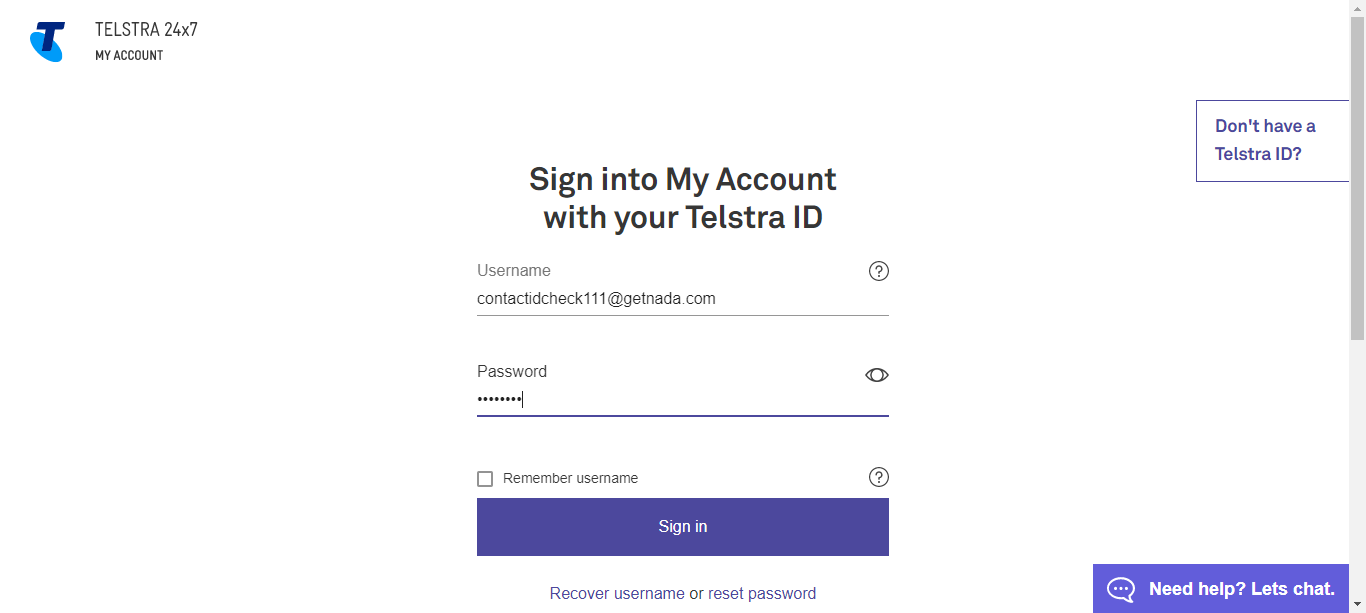 TELSTRA 24x7
MY ACCOUNT
Don't have a
Telstra ID?
Sign into My Account
with your Telstra ID
Username
contactidcheck111@getnada.com
Password
••••••••
Remember username
Sign in
Recover username or reset password
Need help? Lets chat.